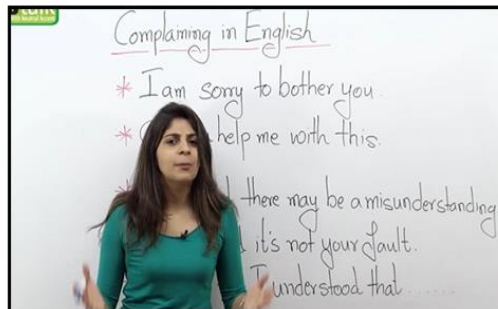 Complaining in English
* I am sorry to bother you.
* help me with this.
* there may be a misunderstanding
it's not your fault.
I understood that ......